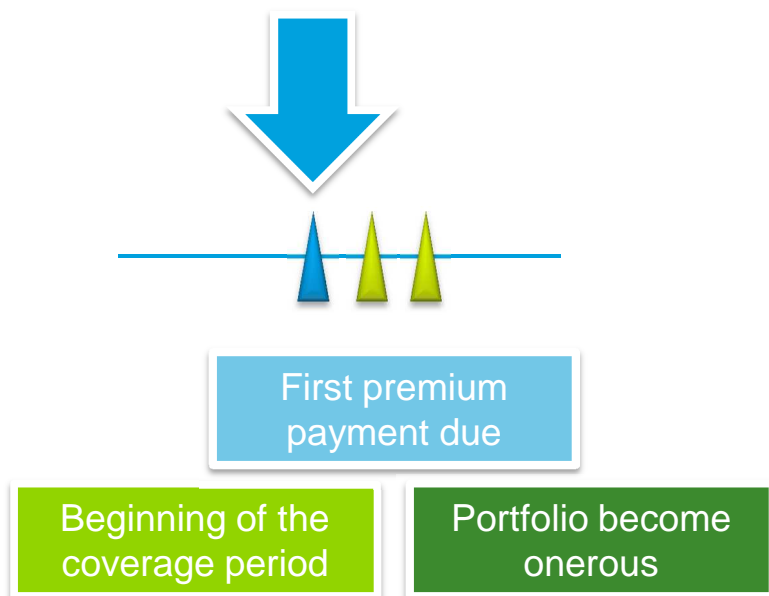 First premium
payment due
Beginning of the
coverage period
Portfolio become
onerous